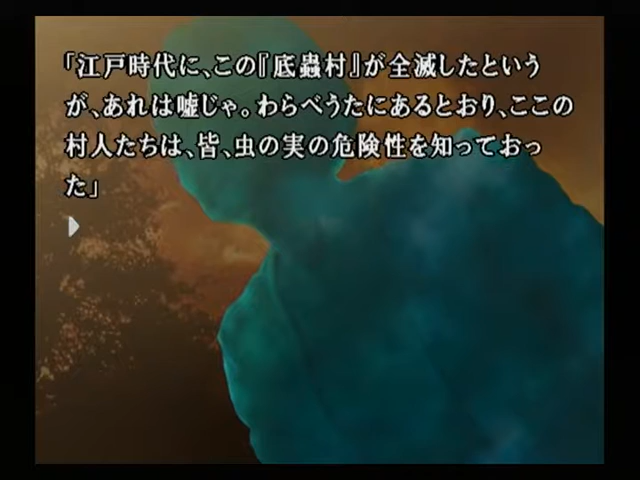 「江戸時代に、この『底蟲村』が全滅したという
が、あれは嘘じゃ。わらべうたにあるとおり、ここの
村人たちは、皆、虫の実の危険性を知っておっ
た」